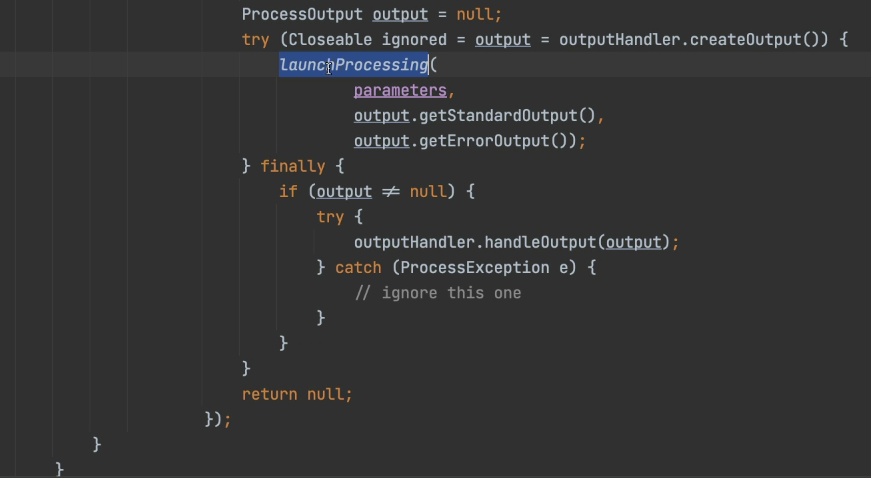 ProcessOutput output = null;
try (Closeable ignored = output = outputHandler.createOutput()) {
launchProcessing(
parameters,
output.getStandardOutput(),
output.getErrorOutput());
} finally {
if (output ≠ null) {
try {
outputHandler.handleOutput(output);
} catch (ProcessException e) {
// ignore this one
}
}
}
return null;
});
}
}